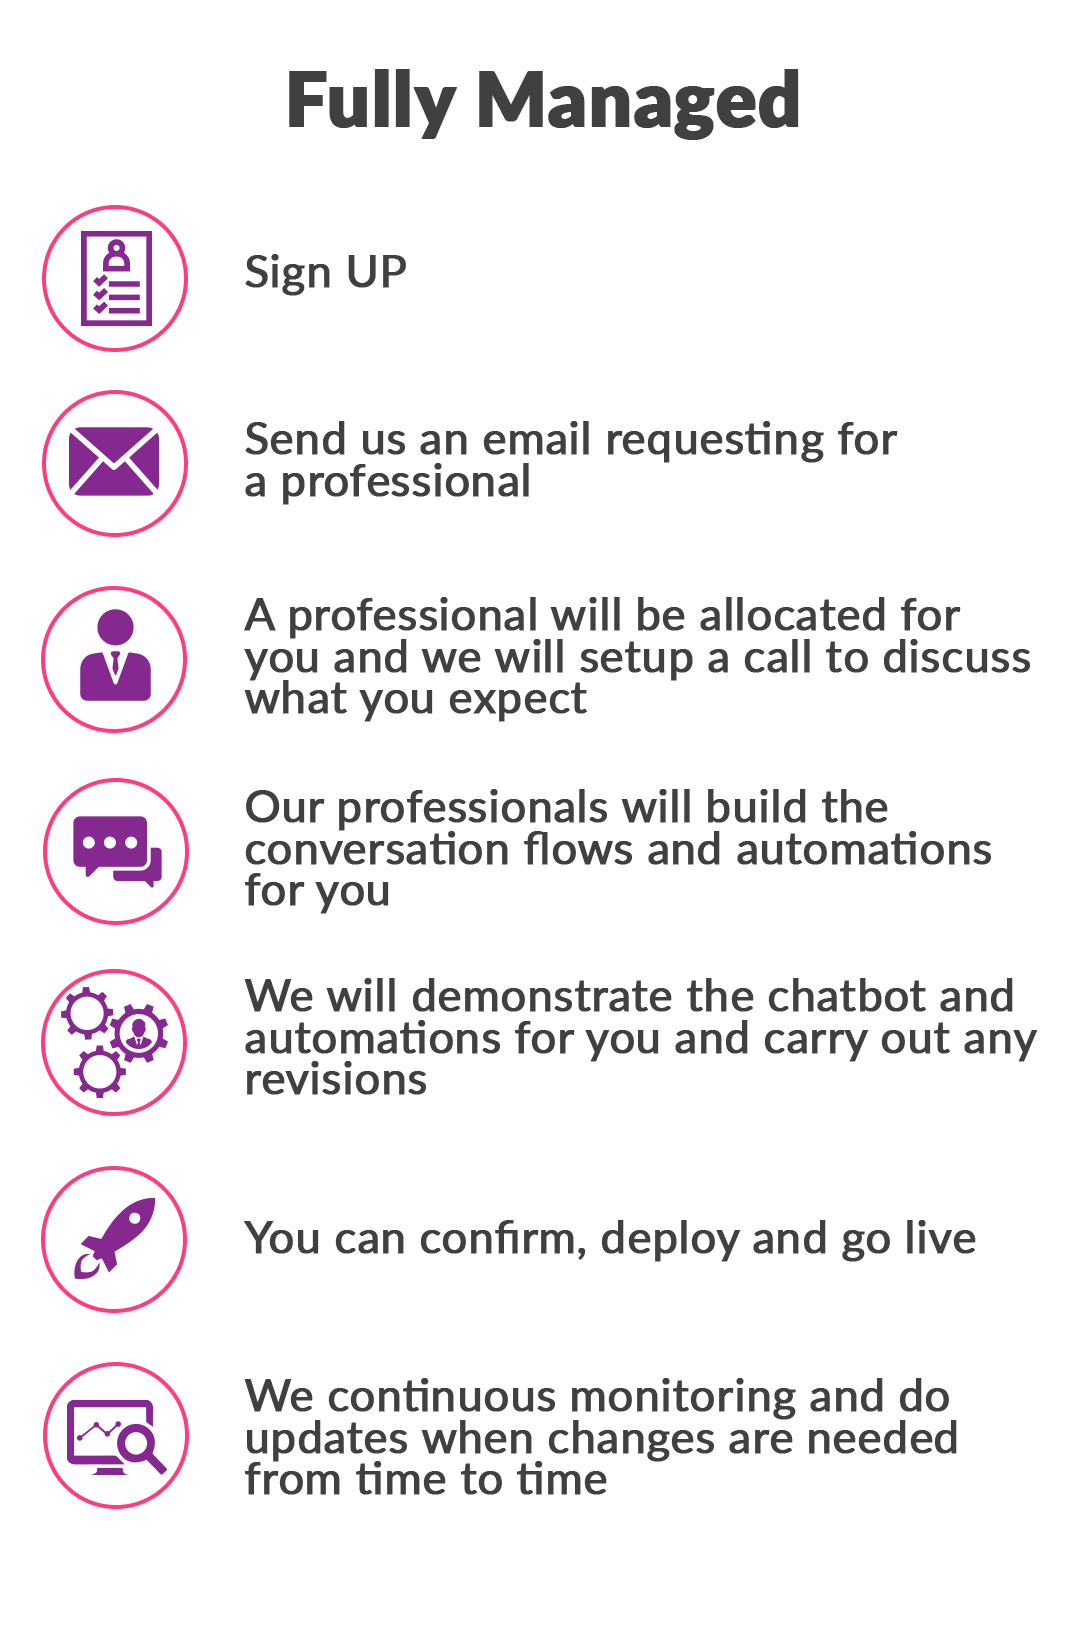 Fully Managed
Sign UP
Send us an email requesting for
a professional
A professional will be allocated for
you and we will setup a call to discuss
what you expect
Our professionals will build the
conversation flows and automations
for you
We will demonstrate the chatbot and
automations for you and carry out any
revisions
You can confirm, deploy and go live
We continuous monitoring and do
updates when changes are needed
from time to time